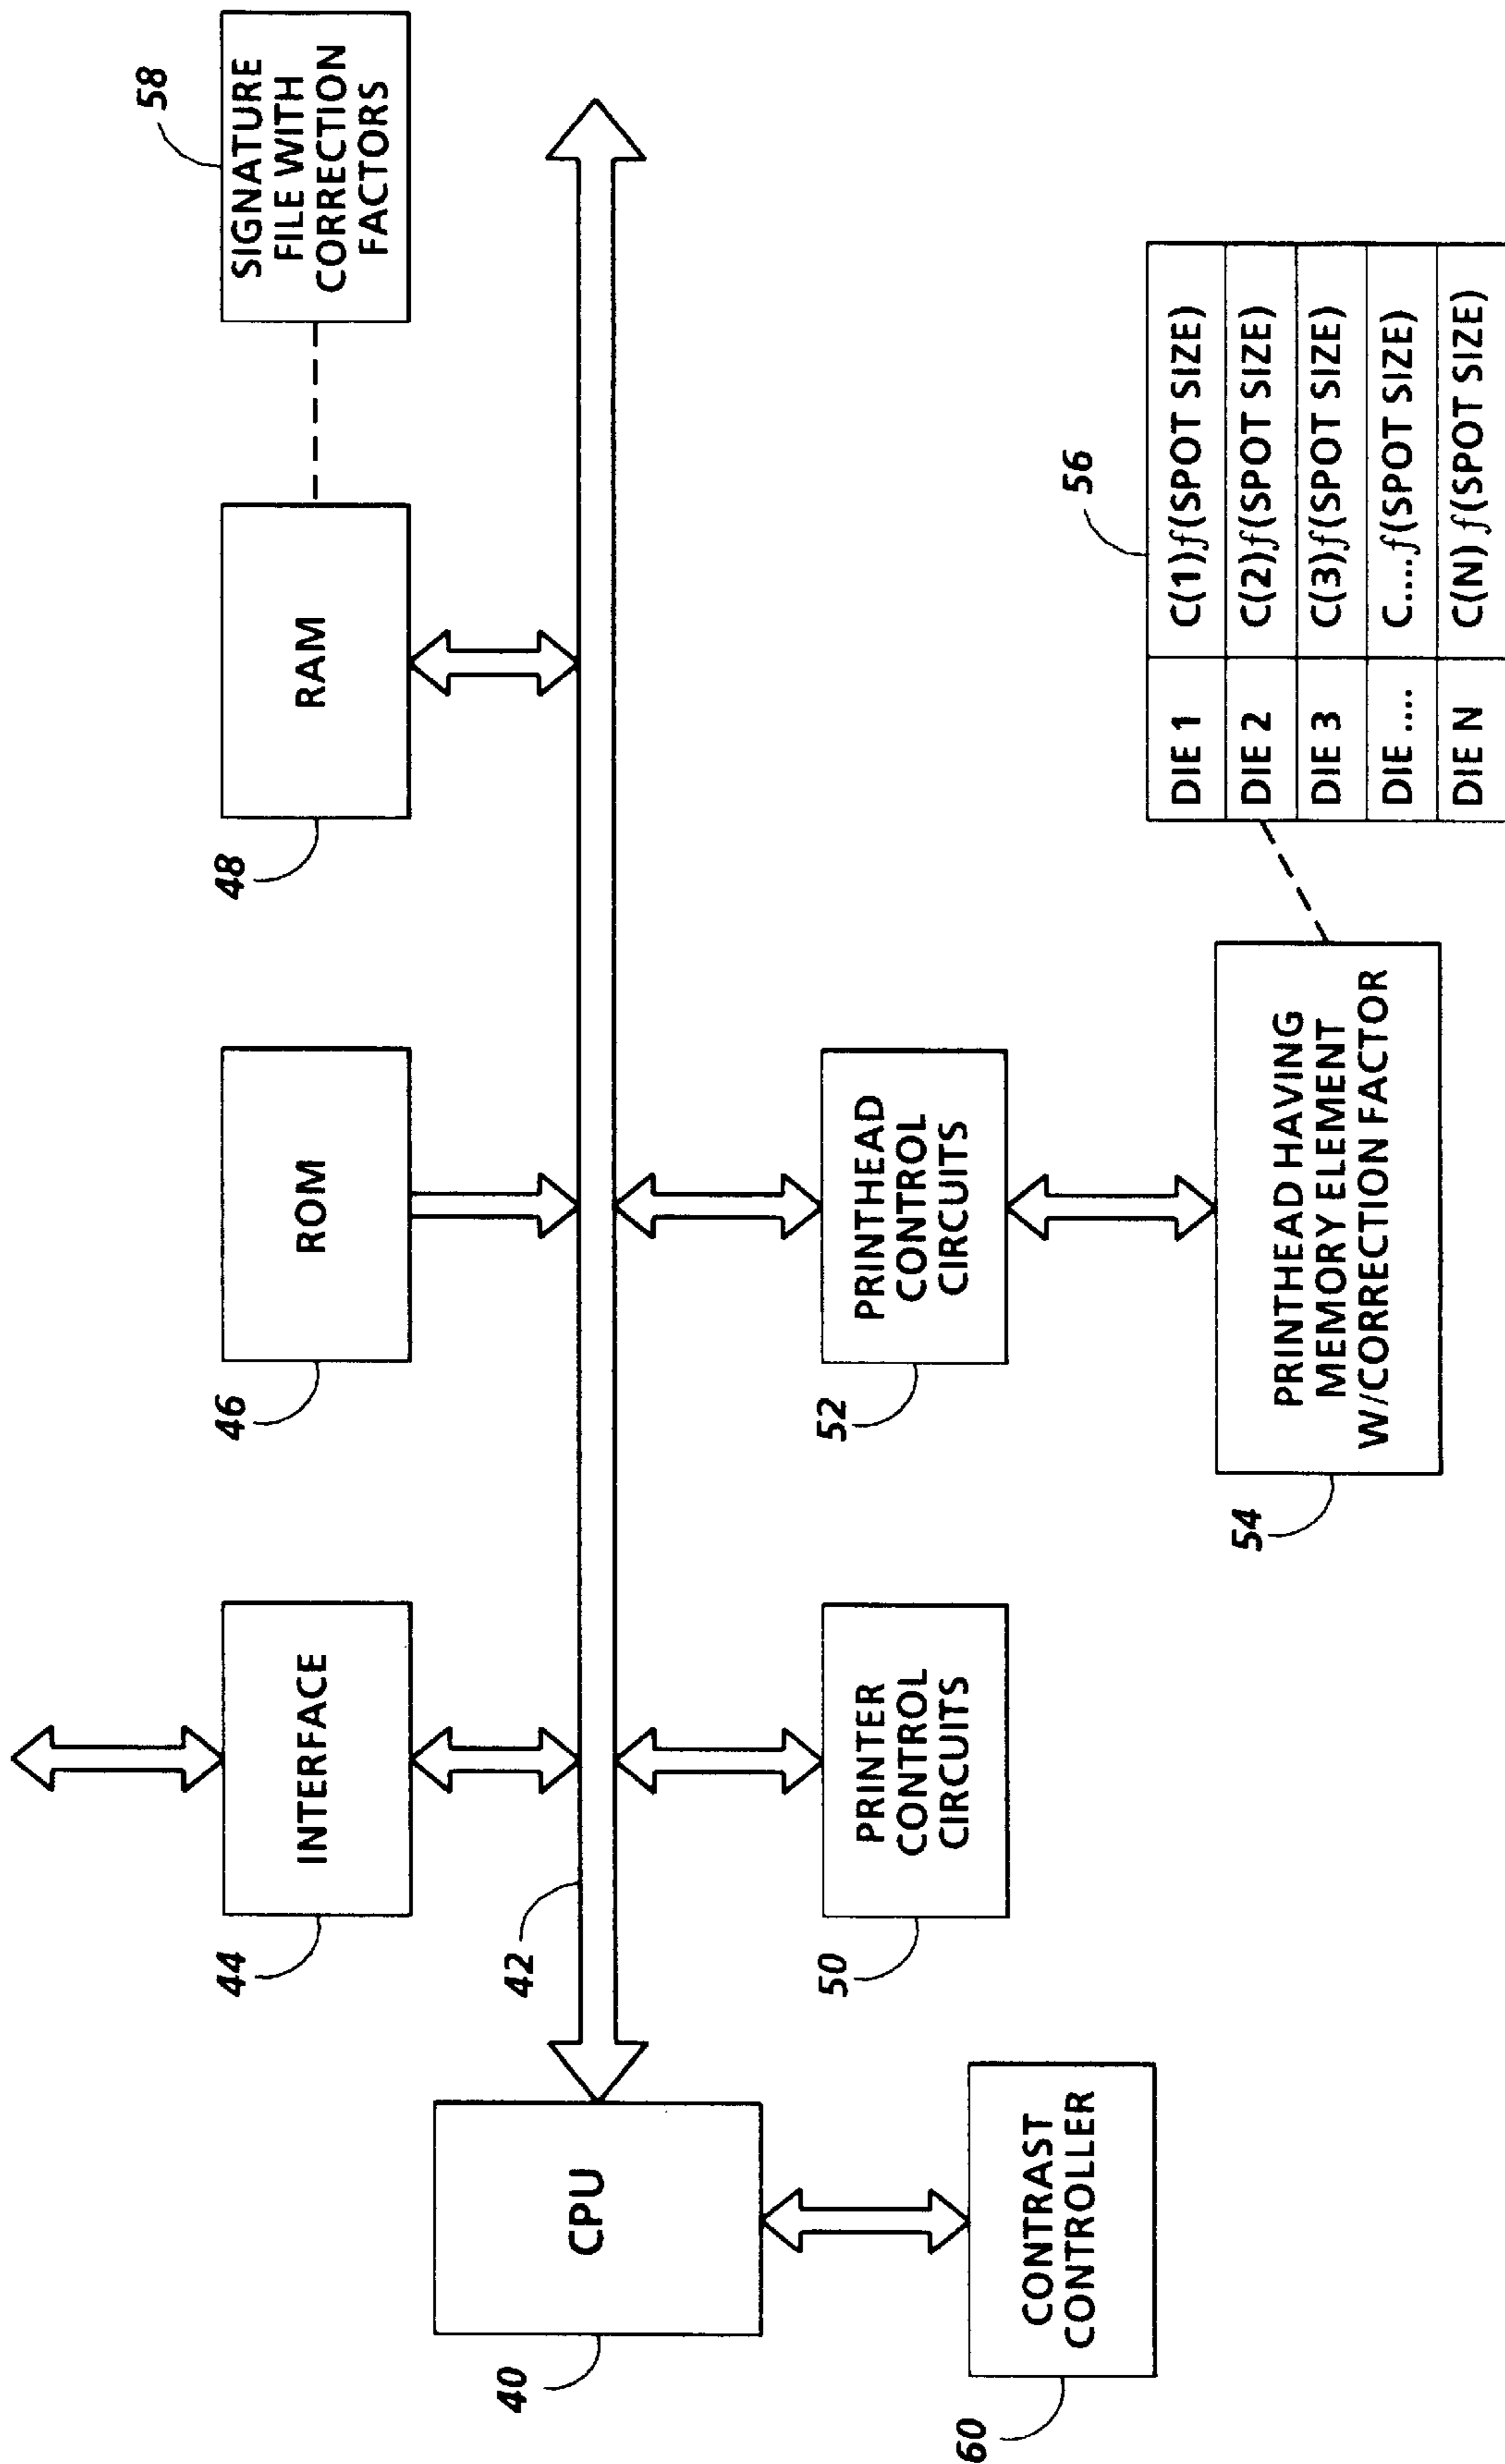 58
SIGNATURE
FILE WITH
CORRECTION
FACTORS
48
RAM
46
ROM
44
INTERFACE
42
40
CPU
60
CONTRAST
CONTROLLER
50
PRINTER
CONTROL
CIRCUITS
52
PRINTHEAD
CONTROL
CIRCUITS
54
PRINTHEAD HAVING
MEMORY ELEMENT
W/CORRECTION FACTOR
56
DIE 1 C(1)f(SPOT SIZE)
DIE 2 C(2)f(SPOT SIZE)
DIE 3 C(3)f(SPOT SIZE)
DIE .... C....f(SPOT SIZE)
DIE N C(N) f(SPOT SIZE)